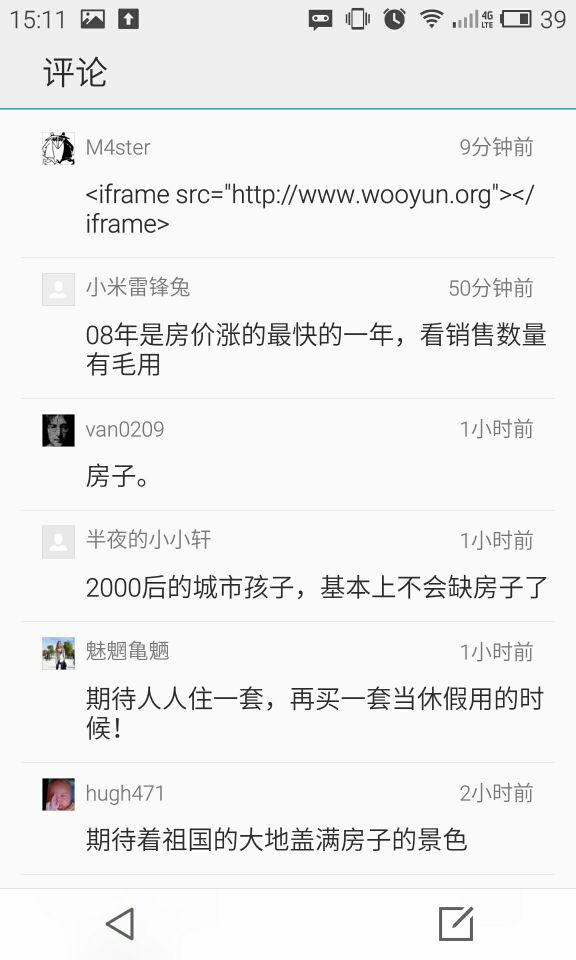 15:11
4G
LTE
39
评论
M4ster
9分钟前
<iframe src="http://www.wooyun.org"></
iframe>
小米雷锋兔
50分钟前
08年是房价涨的最快的一年，看销售数量
有毛用
van0209
1小时前
房子。
半夜的小小轩
1小时前
2000后的城市孩子，基本上不会缺房子了
魅魍亀魉
1小时前
期待人人住一套，再买一套当休假用的时
候！
hugh471
2小时前
期待着祖国的大地盖满房子的景色